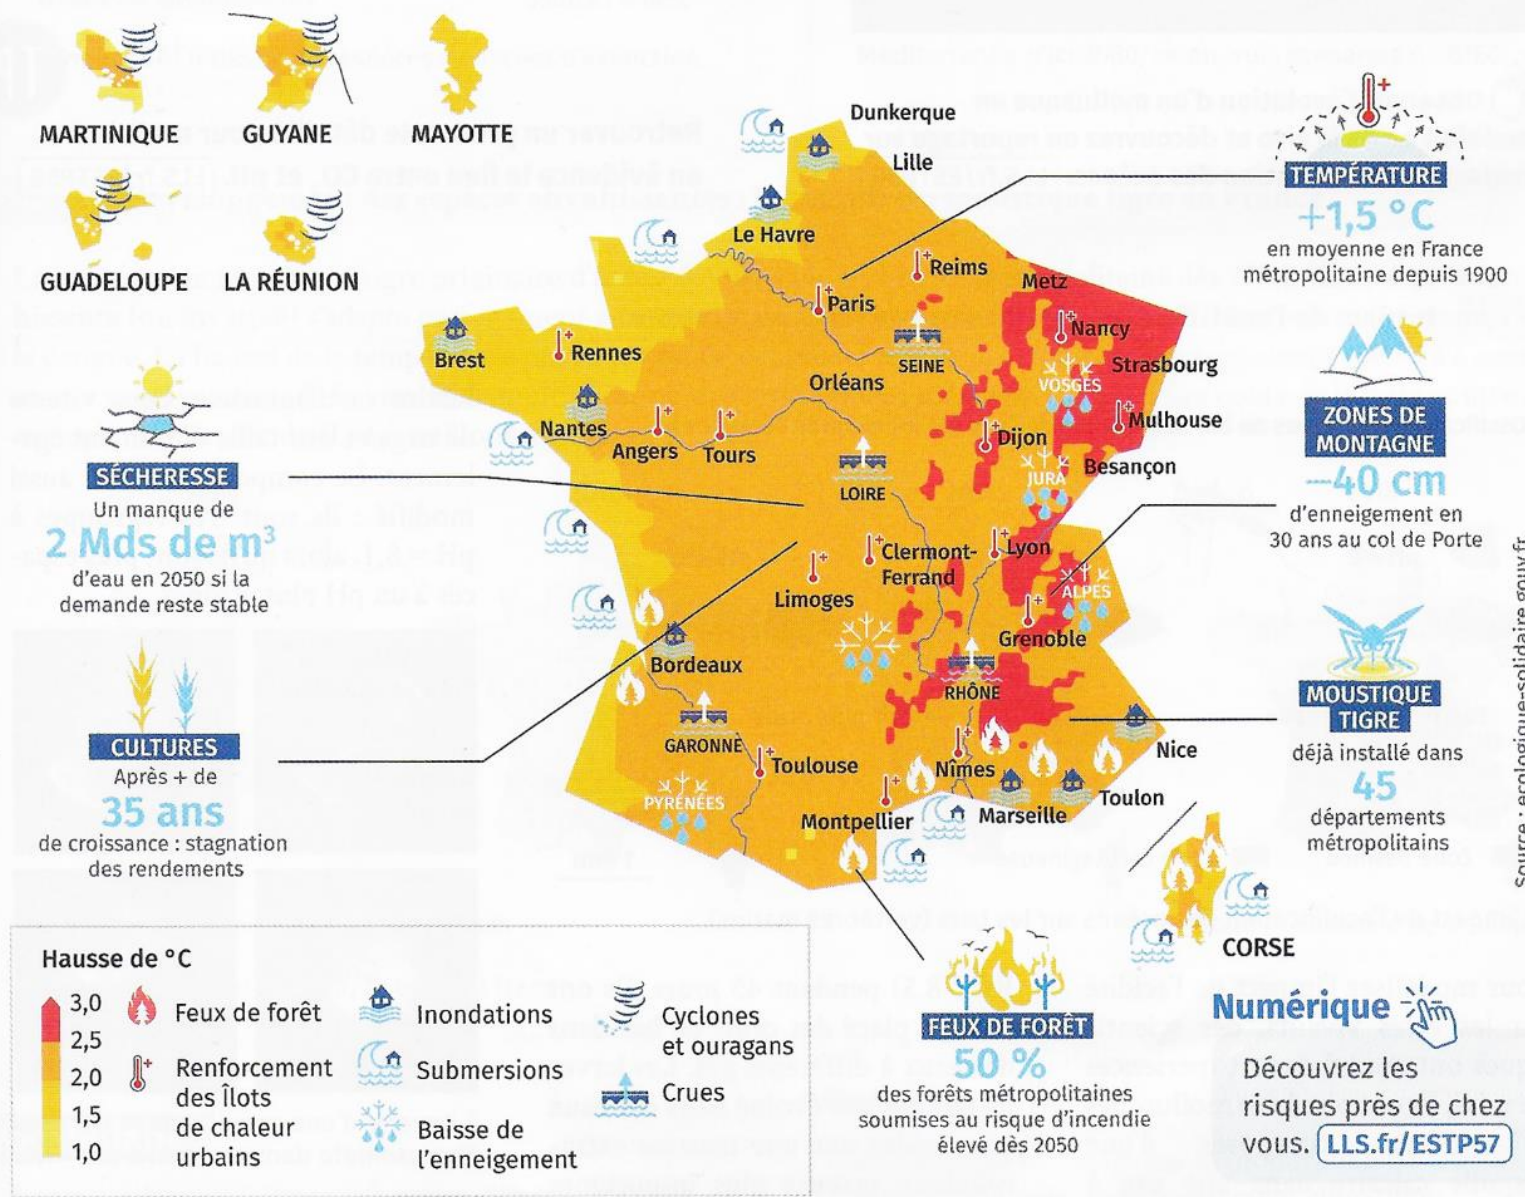 MARTINIQUE
GUYANE
MAYOTTE
GUADELOUPE
LA RÉUNION
Dunkerque
Lille
Le Havre
Reims
Metz
Paris
Nancy
Brest
Rennes
SEINE
Strasbourg
VOSGES
Orléans
Nantes
Mulhouse
Angers
Tours
Dijon
Besançon
JURA
LOIRE
Clermont-
Ferrand
Lyon
ALPES
Limoges
Grenoble
Bordeaux
RHÔNE
GARONNE
Toulouse
Nîmes
Nice
PYRÉNÉES
Toulon
Montpellier
Marseille
CORSE
TEMPÉRATURE
+1,5 °C
en moyenne en France
métropolitaine depuis 1900
ZONES DE
MONTAGNE
–40 cm
d'enneigement en
30 ans au col de Porte
MOUSTIQUE
TIGRE
déjà installé dans
45
départements
métropolitains
SÉCHERESSE
Un manque de
2 Mds de m³
d'eau en 2050 si la
demande reste stable
CULTURES
Après + de
35 ans
de croissance : stagnation
des rendements
FEUX DE FORÊT
50 %
des forêts métropolitaines
soumises au risque d'incendie
élevé dès 2050
Hausse de °C
3,0
2,5
2,0
1,5
1,0
Feux de forêt
Renforcement
des Îlots
de chaleur
urbains
Inondations
Submersions
Baisse de
l'enneigement
Cyclones
et ouragans
Crues
Numérique
Découvrez les
risques près de chez
vous. LLS.fr/ESTP57
Source : ecologique-solidaire.gouv.fr